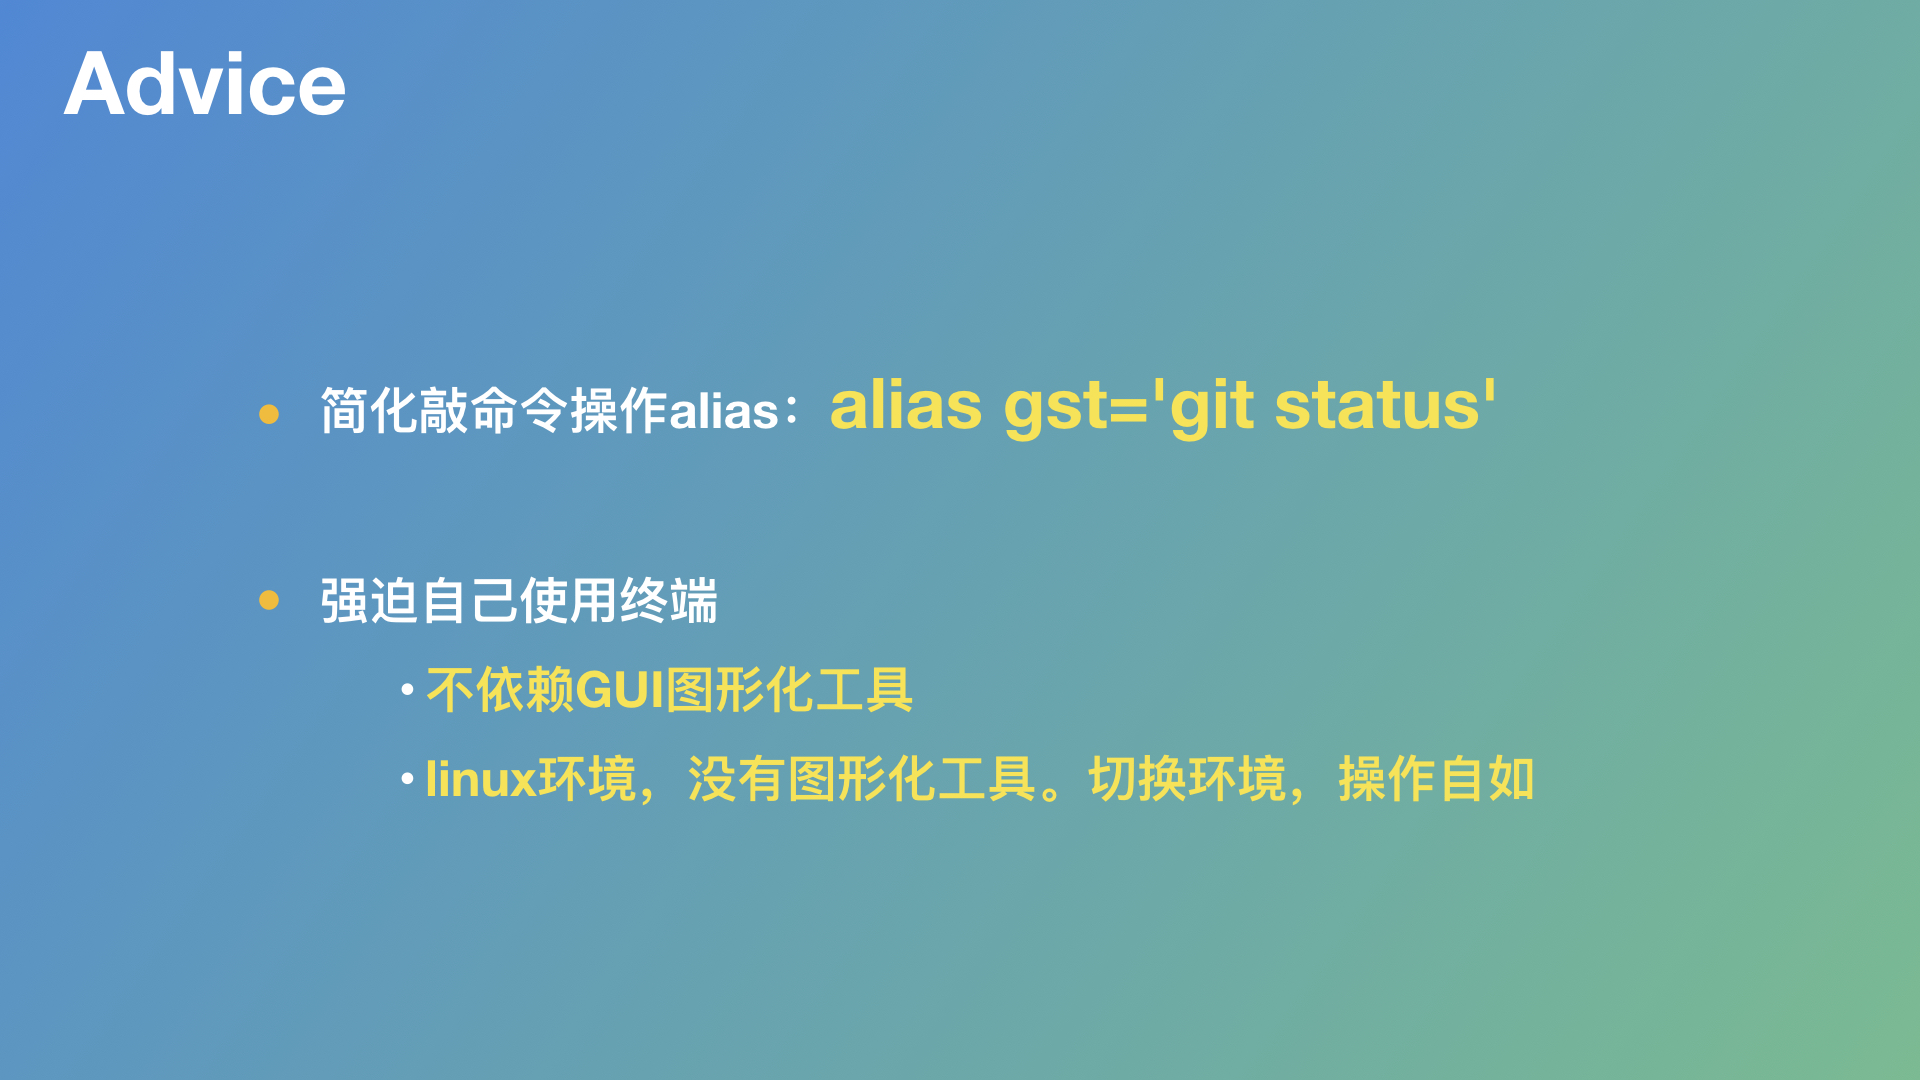 Advice
简化敲命令操作alias：alias gst='git status'
强迫自己使用终端
不依赖GUI图形化工具
linux环境，没有图形化工具。切换环境，操作自如